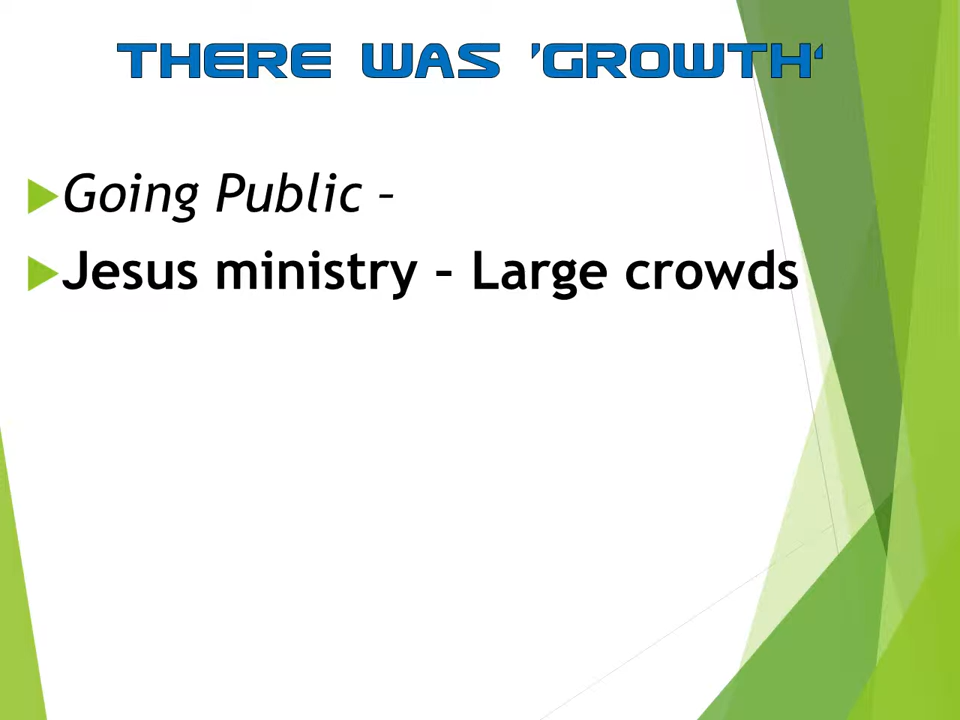 THERE WAS 'GROWTH‘
Going Public –
Jesus ministry – Large crowds